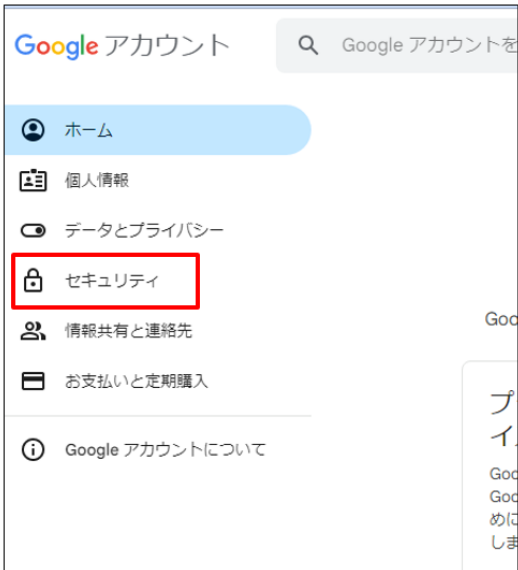 Google アカウント
Google アカウントを
ホーム
個人情報
データとプライバシー
セキュリティ
情報共有と連絡先
お支払いと定期購入
Google アカウントについて
Goo
プ
イ
Goo
Goo
めに
しま